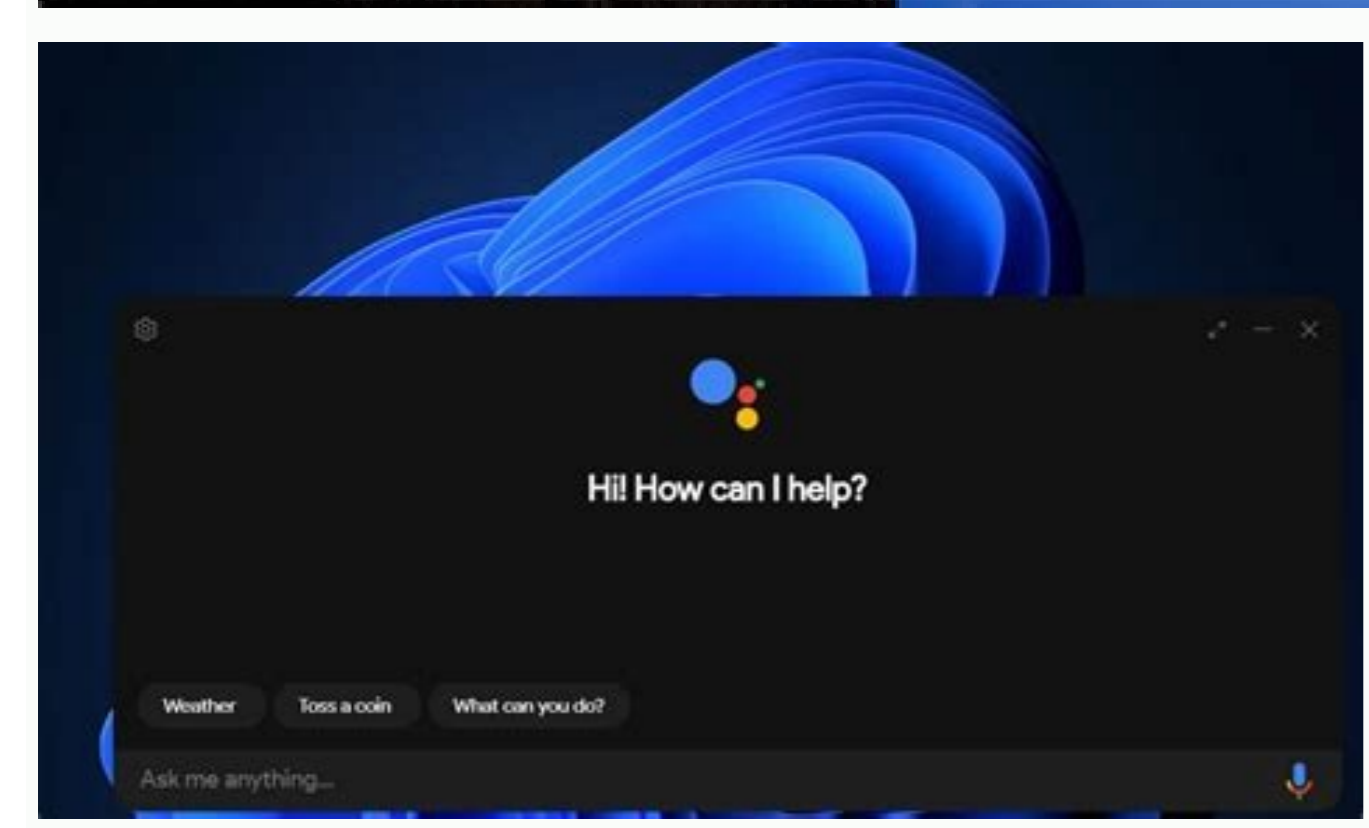 Hi! How can I help?
Weather
Toss a coin
What can you do?
Ask me anything...